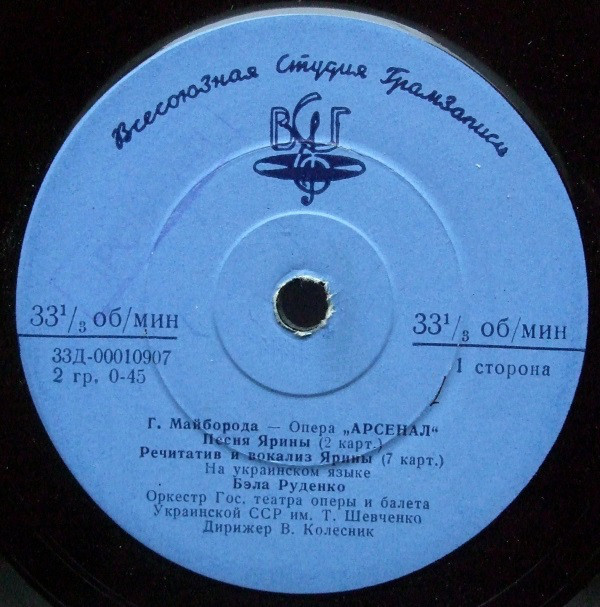 Всесоюзная Студия Грамзаписи
ВСГ
33¹/₃ об/мин
33Д-00010907
2 гр. 0-45
33¹/₃ об/мин
1 сторона
Г. Майборода — Опера „АРСЕНАЛ"
Песня Ярины (2 карт.)
Речитатив и вокализ Ярины (7 карт.)
На украинском языке
Бэла Руденко
Оркестр Гос. театра оперы и балета
Украинской ССР им. Т. Шевченко
Дирижер В. Колесник